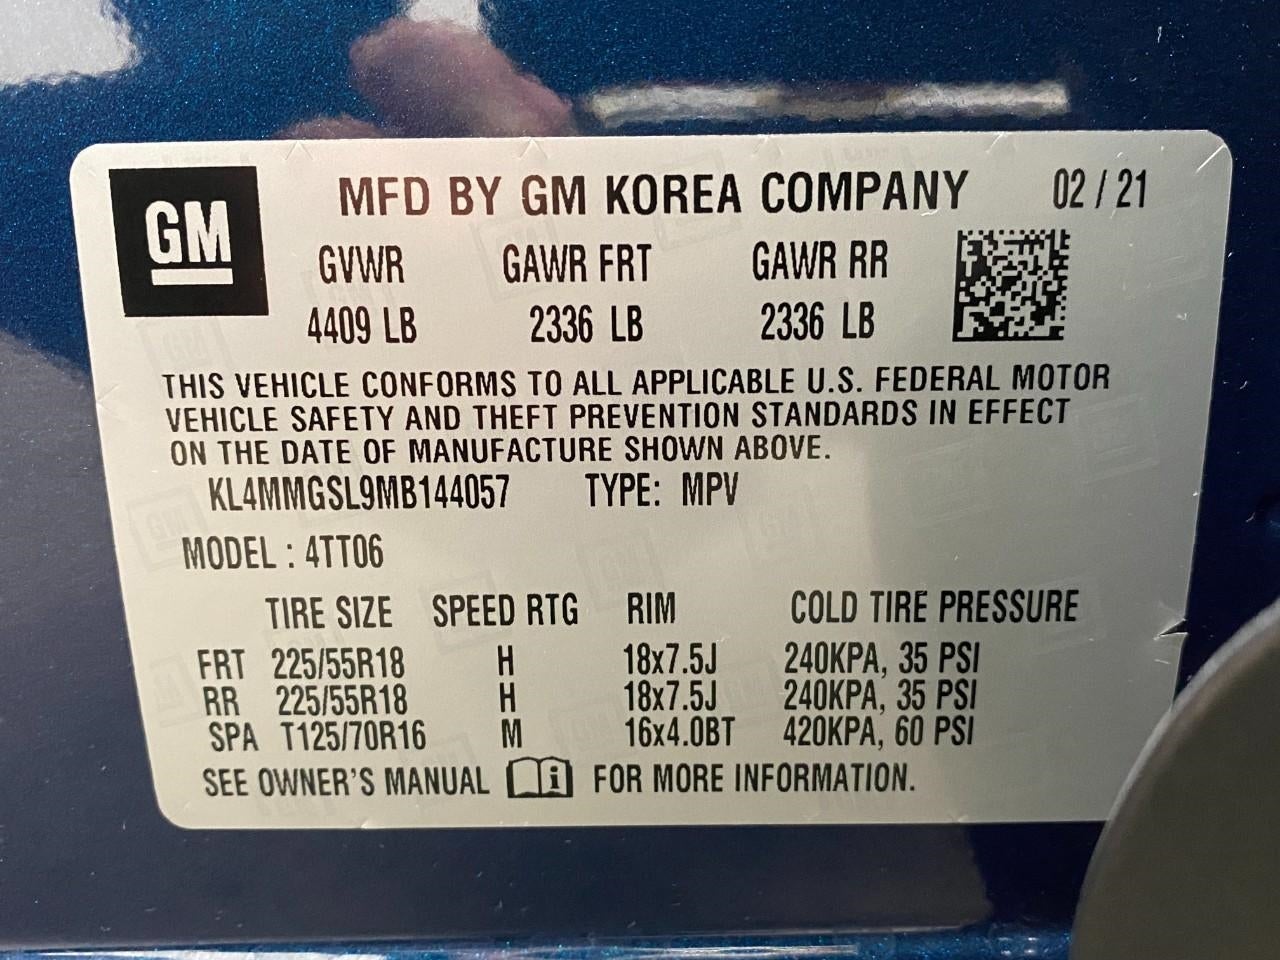 GM
MFD BY GM KOREA COMPANY 02 / 21
GVWR GAWR FRT GAWR RR
4409 LB 2336 LB 2336 LB
THIS VEHICLE CONFORMS TO ALL APPLICABLE U.S. FEDERAL MOTOR
VEHICLE SAFETY AND THEFT PREVENTION STANDARDS IN EFFECT
ON THE DATE OF MANUFACTURE SHOWN ABOVE.
KL4MMGSL9MB144057 TYPE: MPV
MODEL : 4TT06
TIRE SIZE SPEED RTG RIM COLD TIRE PRESSURE
FRT 225/55R18 H 18x7.5J 240KPA, 35 PSI
RR 225/55R18 H 18x7.5J 240KPA, 35 PSI
SPA T125/70R16 M 16x4.0BT 420KPA, 60 PSI
SEE OWNER'S MANUAL i FOR MORE INFORMATION.